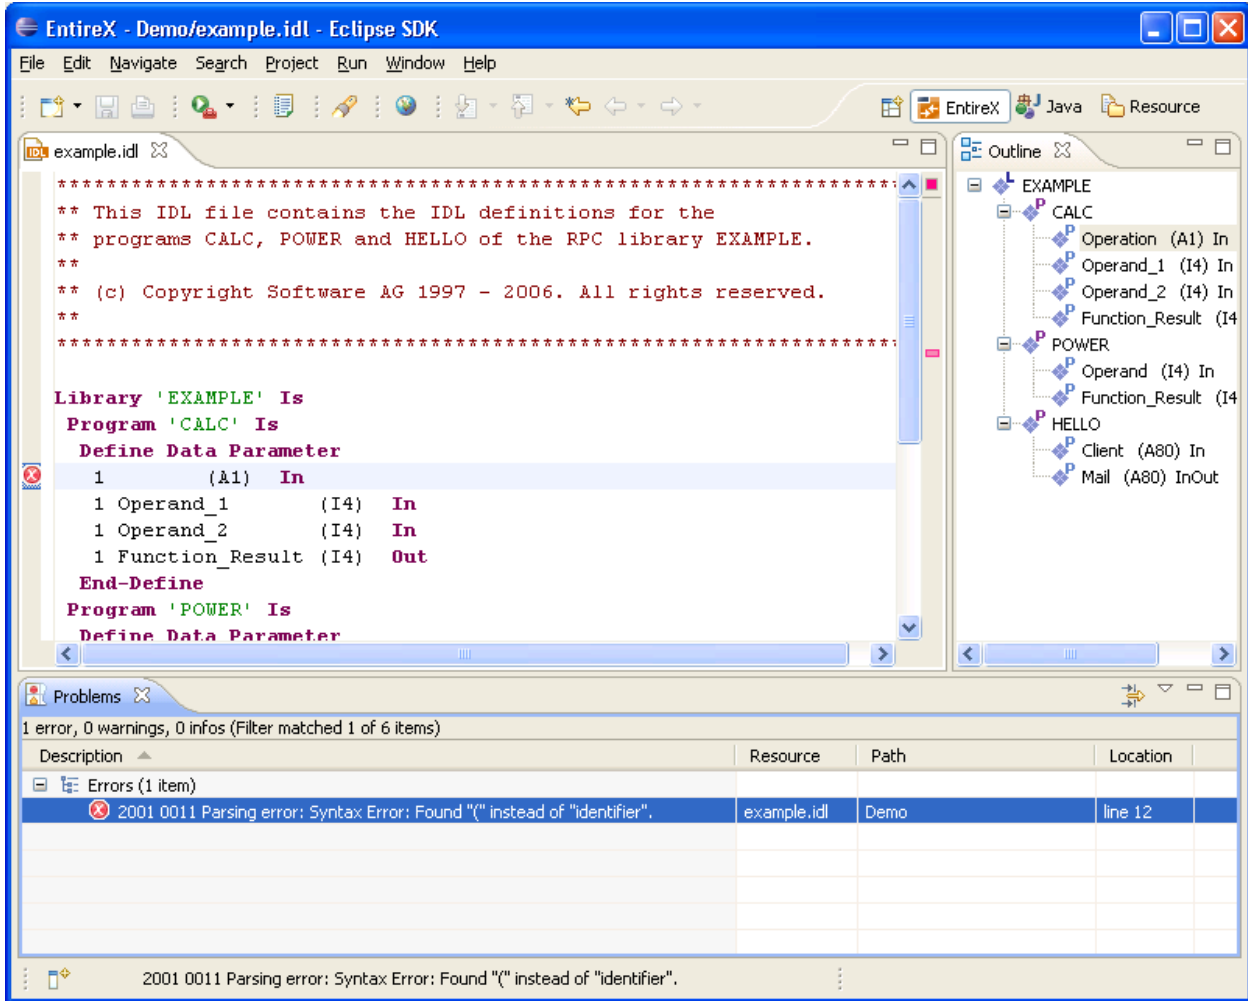 EntireX - Demo/example.idl - Eclipse SDK
File Edit Navigate Search Project Run Window Help
EntireX Java Resource
example.idl
*******************************************************************
** This IDL file contains the IDL definitions for the
** programs CALC, POWER and HELLO of the RPC library EXAMPLE.
**
** (c) Copyright Software AG 1997 - 2006. All rights reserved.
**
*******************************************************************
Library 'EXAMPLE' Is
Program 'CALC' Is
Define Data Parameter
1 (A1) In
1 Operand_1 (I4) In
1 Operand_2 (I4) In
1 Function_Result (I4) Out
End-Define
Program 'POWER' Is
Define Data Parameter
Outline
EXAMPLE
CALC
Operation (A1) In
Operand_1 (I4) In
Operand_2 (I4) In
Function_Result (I4
POWER
Operand (I4) In
Function_Result (I4
HELLO
Client (A80) In
Mail (A80) InOut
Problems
1 error, 0 warnings, 0 infos (Filter matched 1 of 6 items)
Description Resource Path Location
Errors (1 item)
2001 0011 Parsing error: Syntax Error: Found "(" instead of "identifier". example.idl Demo line 12
2001 0011 Parsing error: Syntax Error: Found "(" instead of "identifier".